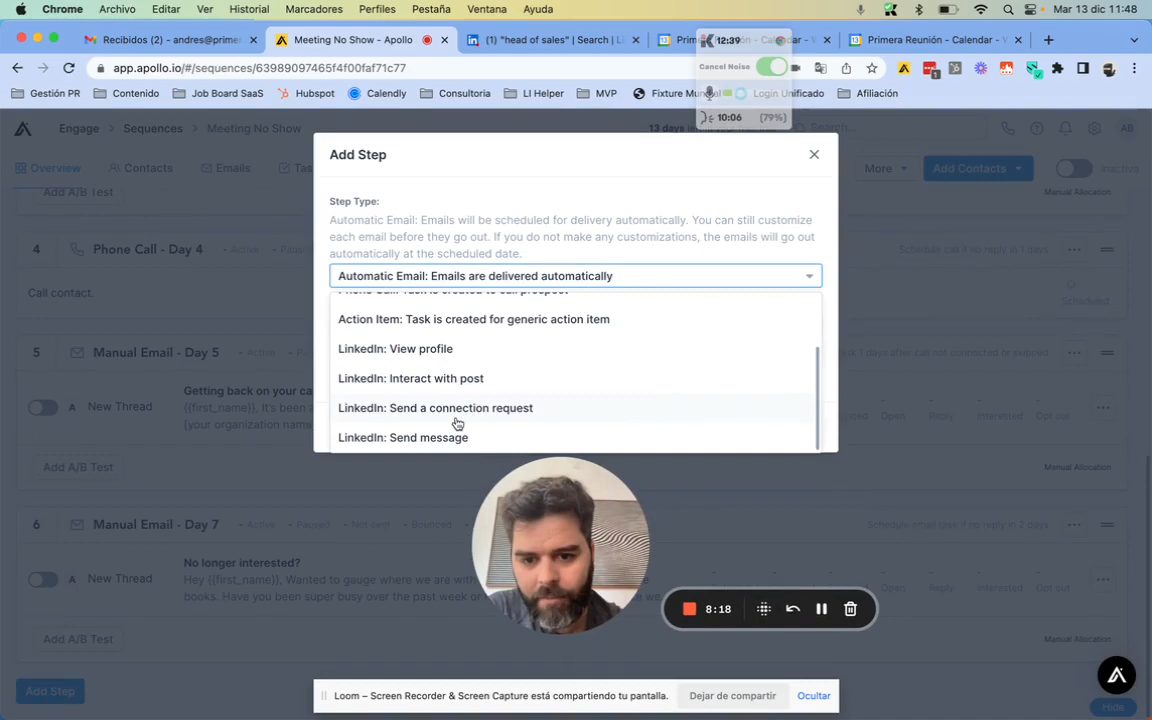 Chrome Archivo Editar Ver Historial Marcadores Perfiles Pestaña Ventana Ayuda Mar 13 dic 11:48
Recibidos (2) - andres@primer Meeting No Show - Apollo (1) "head of sales" | Search | L Prim - Calendar - V Primera Reunión - Calendar - V
12:39
app.apollo.io/#/sequences/63989097465f4f00faf71c77
Cancel Noise
Gestión PR Contenido Job Board SaaS Hubspot Calendly Consultoria LI Helper MVP Fixture Login Unificado Afiliación
10:06 [79%]
Engage Sequences Meeting No Show 13 days Search AB
Overview Contacts Emails Tas More Add Contacts Inactive
Add A/B Test Manual Allocation
Add Step
Step Type:
Automatic Email: Emails will be scheduled for delivery automatically. You can still customize
each email before they go out. If you do not make any customizations, the emails will go out
automatically at the scheduled date.
Automatic Email: Emails are delivered automatically
Phone Call: Task is created to call prospect
Action Item: Task is created for generic action item
LinkedIn: View profile
LinkedIn: Interact with post
LinkedIn: Send a connection request
LinkedIn: Send message
4 Phone Call - Day 4 Active Schedule call if no reply in 1 days
Call contact. Scheduled
5 Manual Email - Day 5 Active 1 days after call not connected or skipped
A New Thread Getting back on your cal
{{first_name}}, It's been a
{your organization nam
Reply Interested Opt out
Add A/B Test Manual Allocation
6 Manual Email - Day 7 Active Paused Not sent Bounced Schedule email task if no reply in 2 days
A New Thread No longer interested?
Hey {{first_name}}, Wanted to gauge where we are with
books. Have you been super busy over the past week or
Open Reply Interested Opt out
Add A/B Test Manual Allocation
8:18
Add Step
Loom – Screen Recorder & Screen Capture está compartiendo tu pantalla. Dejar de compartir Ocultar
Hide